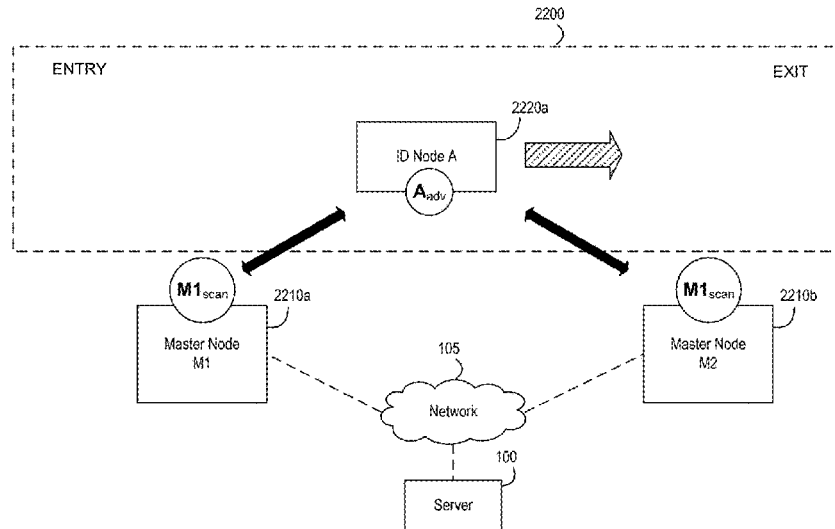 2200
ENTRY
EXIT
2220a
ID Node A
Aadv
M1scan
M1scan
2210a
2210b
Master Node
M1
Master Node
M2
105
Network
100
Server